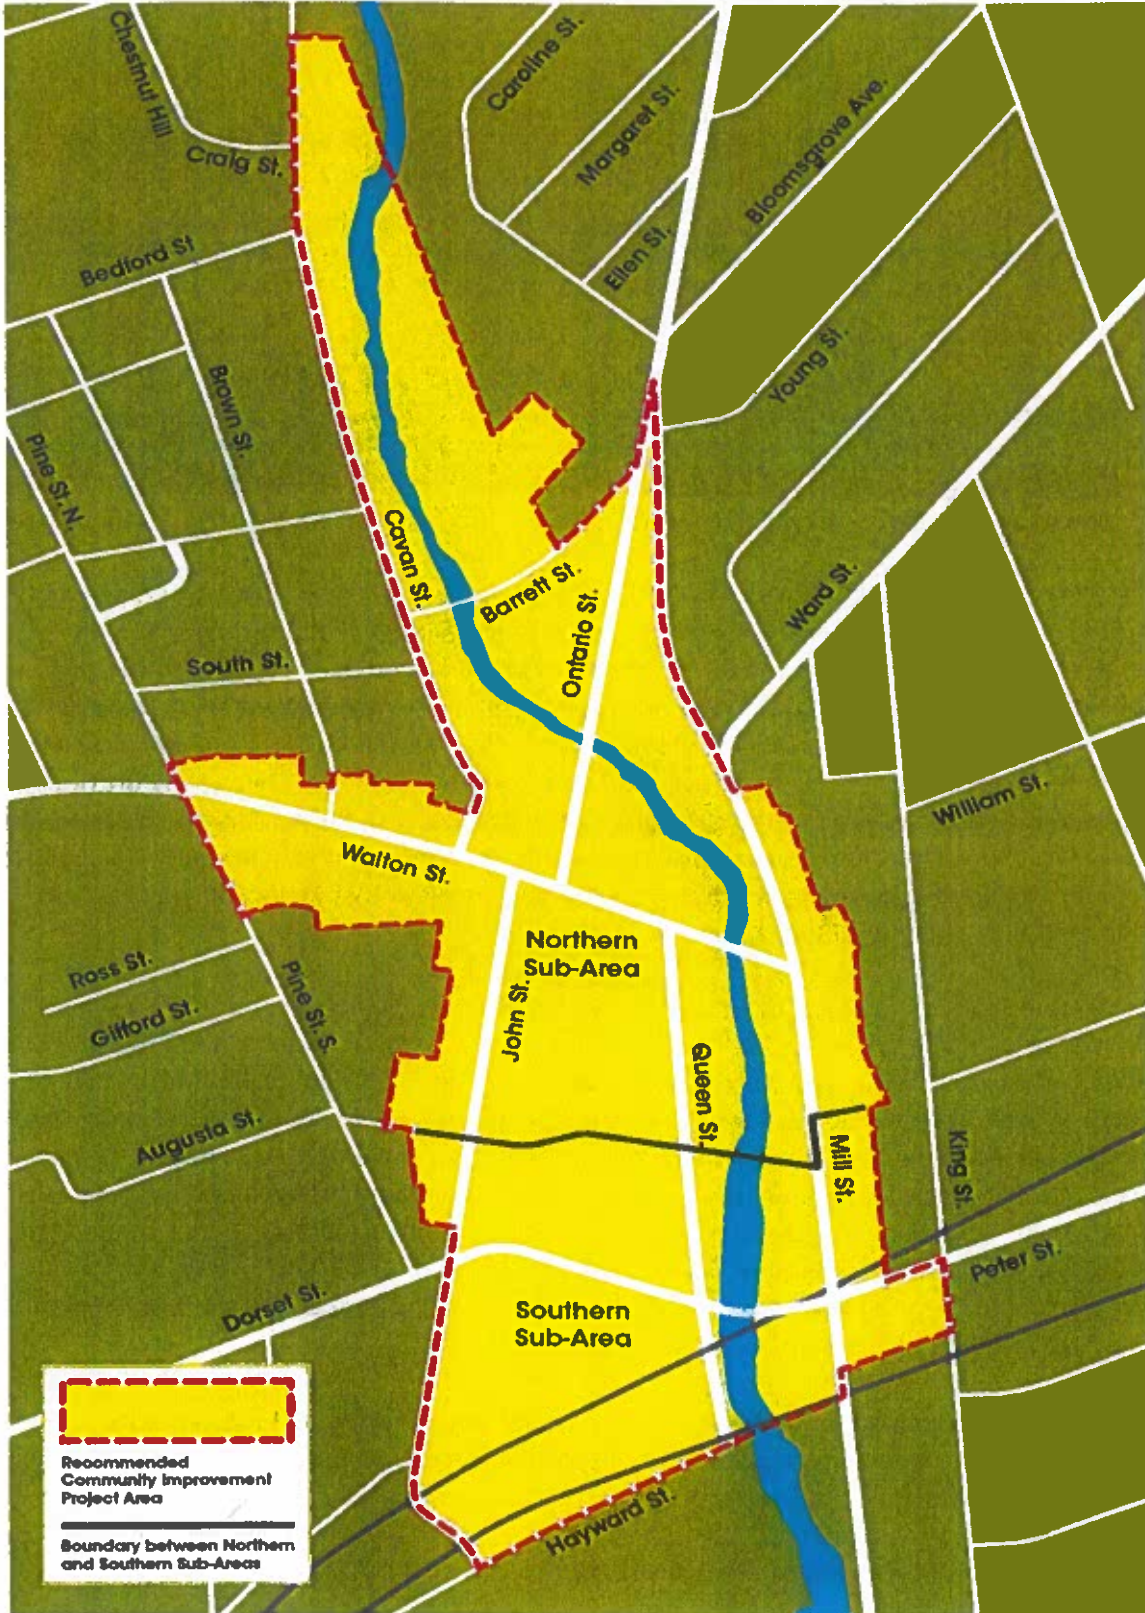 Chestnut Hill
Caroline St.
Craig St.
Margaret St.
Bloomsgrove Ave.
Bedford St
Ellen St.
Brown St.
Young St.
Pine St. N.
Cavan St.
Barrett St.
Ontario St.
Ward St.
South St.
William St.
Walton St.
Northern
Sub-Area
Ross St.
Pine St. S.
John St.
Gifford St.
Queen St.
Augusta St.
Mill St.
King St.
Peter St.
Dorset St.
Southern
Sub-Area
Hayward St.
Recommended
Community Improvement
Project Area
Boundary between Northern
and Southern Sub-Areas